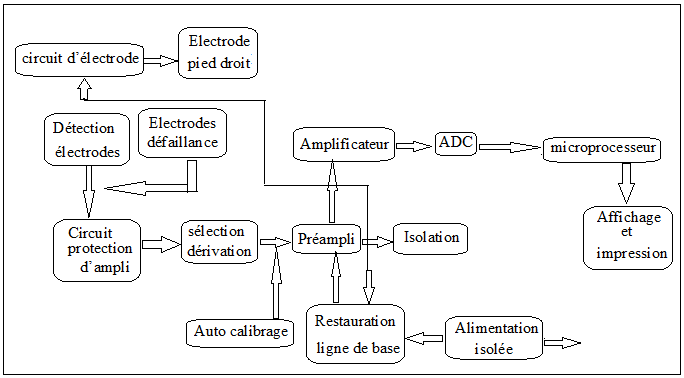 circuit d'électrode
Electrode
pied droit
Détection
électrodes
Electrodes
défaillance
Amplificateur
ADC
microprocesseur
Affichage
et
impression
Circuit
protection
d'ampli
sélection
dérivation
Préampli
Isolation
Auto calibrage
Restauration
ligne de base
Alimentation
isolée